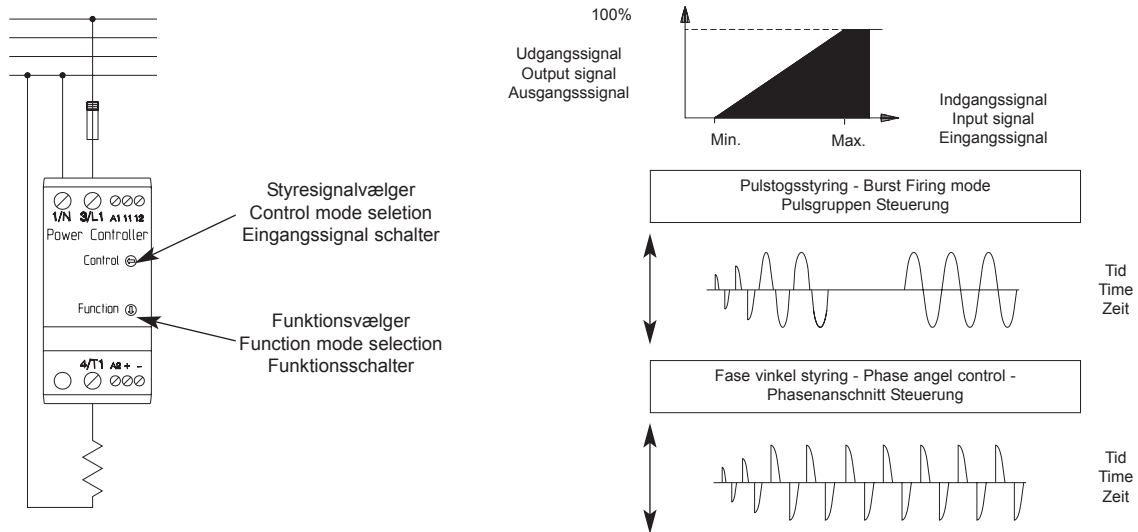 1/N 3/L1 A1 11 12
Power Controller
Control
Function
4/T1 A2 + -
Styresignalvælger
Control mode seletion
Eingangssignal schalter
Funktionsvælger
Function mode selection
Funktionsschalter
100%
Udgangssignal
Output signal
Ausgangsssignal
Min.
Max.
Indgangssignal
Input signal
Eingangssignal
Pulstogsstyring - Burst Firing mode
Pulsgruppen Steuerung
Tid
Time
Zeit
Fase vinkel styring - Phase angel control -
Phasenanschnitt Steuerung
Tid
Time
Zeit